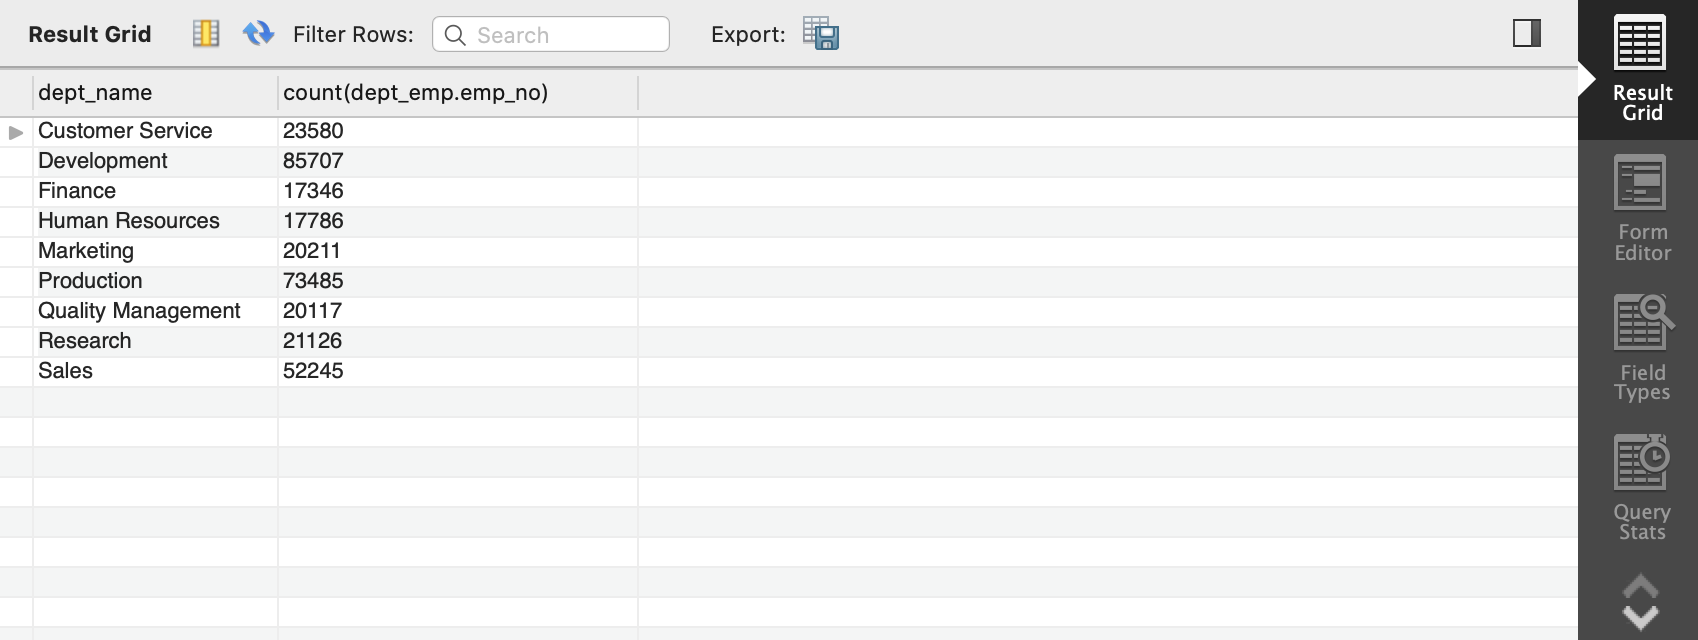 Result Grid Filter Rows: Search Export:
dept_name count(dept_emp.emp_no)
Customer Service 23580
Development 85707
Finance 17346
Human Resources 17786
Marketing 20211
Production 73485
Quality Management 20117
Research 21126
Sales 52245
Result
Grid
Form
Editor
Field
Types
Query
Stats